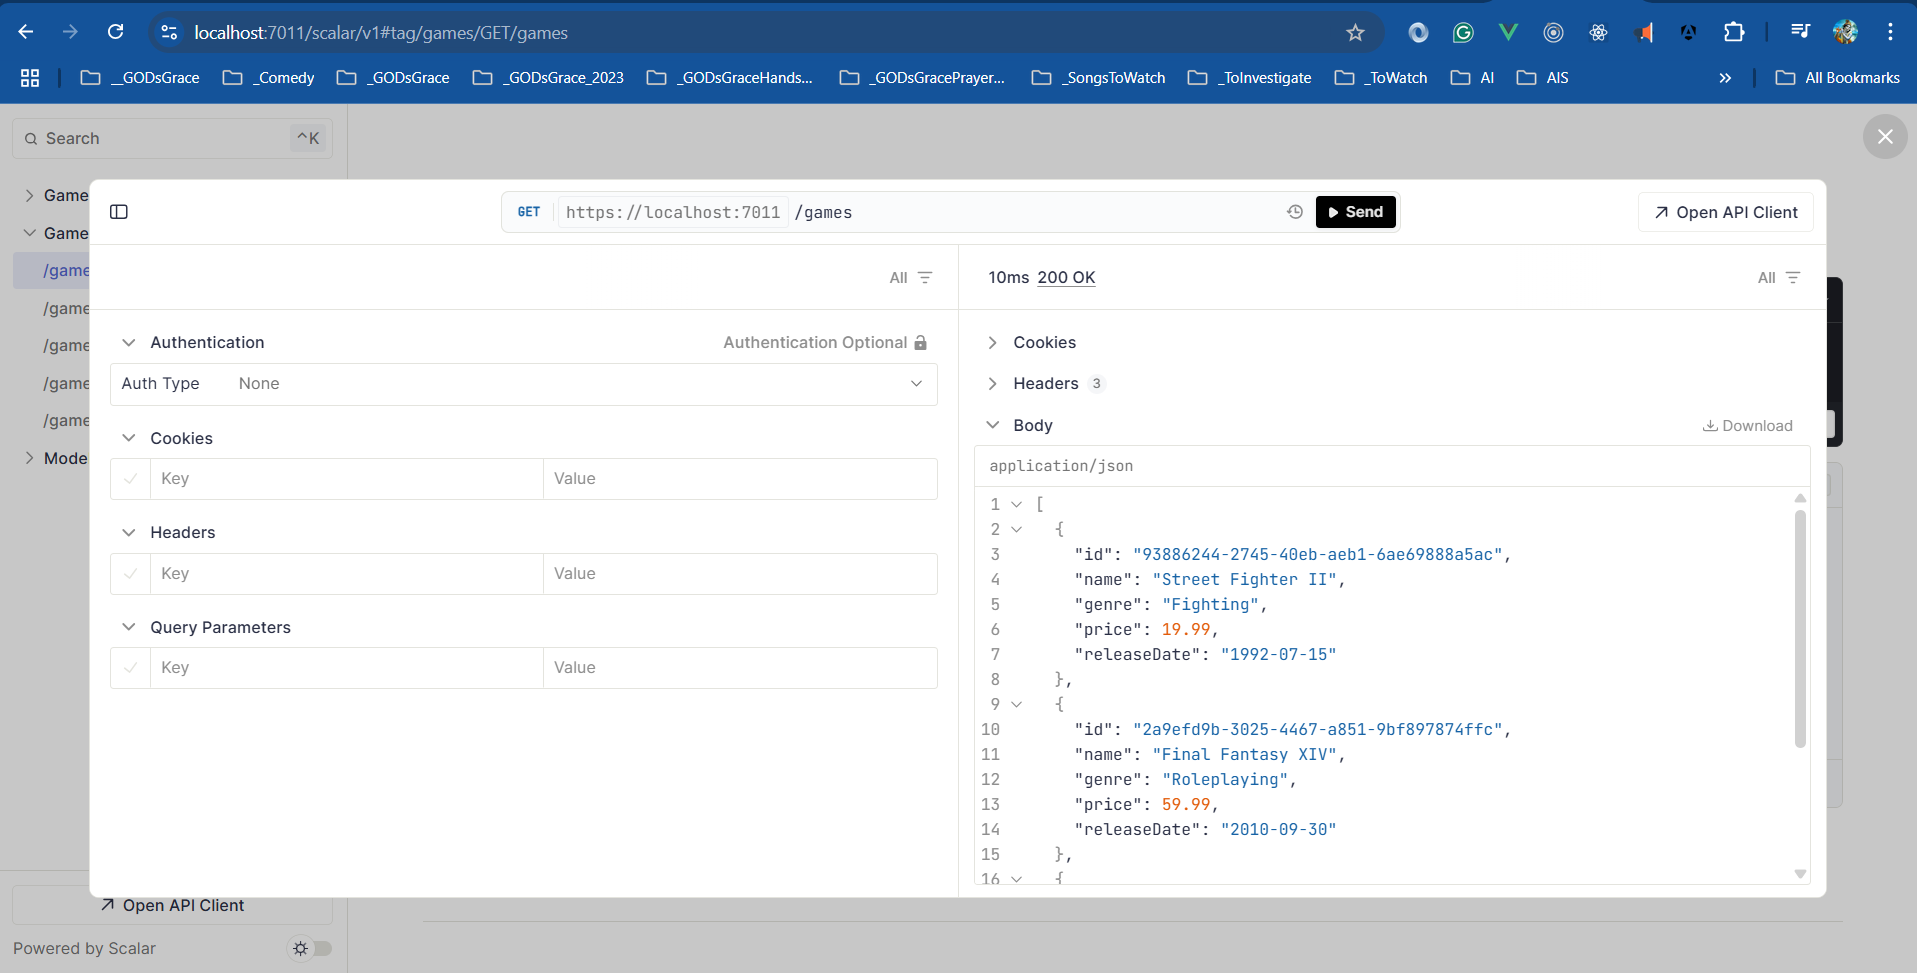 localhost:7011/scalar/v1#tag/games/GET/games
__GODsGrace
_Comedy
_GODsGrace
_GODsGrace_2023
_GODsGraceHands...
_GODsGracePrayer...
_SongsToWatch
_ToInvestigate
_ToWatch
AI
AIS
»
All Bookmarks
Search
^K
Game
Game
/game
/game
/game
/game
/game
Mode
GET
https://localhost:7011
/games
Send
Open API Client
All
10ms 200 OK
All
Authentication
Authentication Optional
Auth Type
None
Cookies
Key
Value
Headers
Key
Value
Query Parameters
Key
Value
Cookies
Headers 3
Body
Download
application/json
1 [
2 {
3 "id": "93886244-2745-40eb-aeb1-6ae69888a5ac",
4 "name": "Street Fighter II",
5 "genre": "Fighting",
6 "price": 19.99,
7 "releaseDate": "1992-07-15"
8 },
9 {
10 "id": "2a9efd9b-3025-4467-a851-9bf897874ffc",
11 "name": "Final Fantasy XIV",
12 "genre": "Roleplaying",
13 "price": 59.99,
14 "releaseDate": "2010-09-30"
15 },
16 {
Open API Client
Powered by Scalar